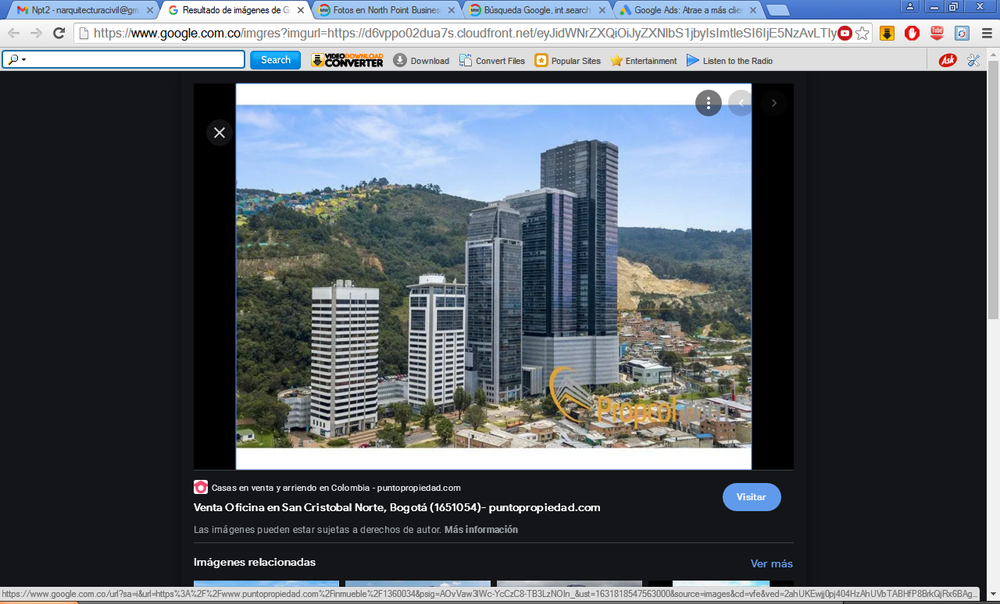 Npt2 - narquitecturacivil@gm
Resultado de imágenes de G
Fotos en North Point Busines
Búsqueda Google, int.search
Google Ads: Atrae a más clie
https://www.google.com.co/imgres?imgurl=https://d6vppo02dua7s.cloudfront.net/eyJidWNrZXQiOiJyZXNlbS1jbyIsImtleSI6IjE5NzAvLTIy
Search
VIDEO DOWNLOAD CONVERTER
Download
Convert Files
Popular Sites
Entertainment
Listen to the Radio
Ask
Propcol
Casas en venta y arriendo en Colombia - puntopropiedad.com
Visitar
Venta Oficina en San Cristobal Norte, Bogotá (1651054)- puntopropiedad.com
Las imágenes pueden estar sujetas a derechos de autor. Más información
Imágenes relacionadas
Ver más
https://www.google.com.co/url?sa=i&url=https%3A%2F%2Fwww.puntopropiedad.com%2Finmueble%2F1360034&psig=AOvVaw3lWc-YcCzC8-TB3LzNOln_&ust=1631818547563000&source=images&cd=vfe&ved=2ahUKEwjj0pj404HzAhUVbTABHfP8BrkQjRx6BAg...